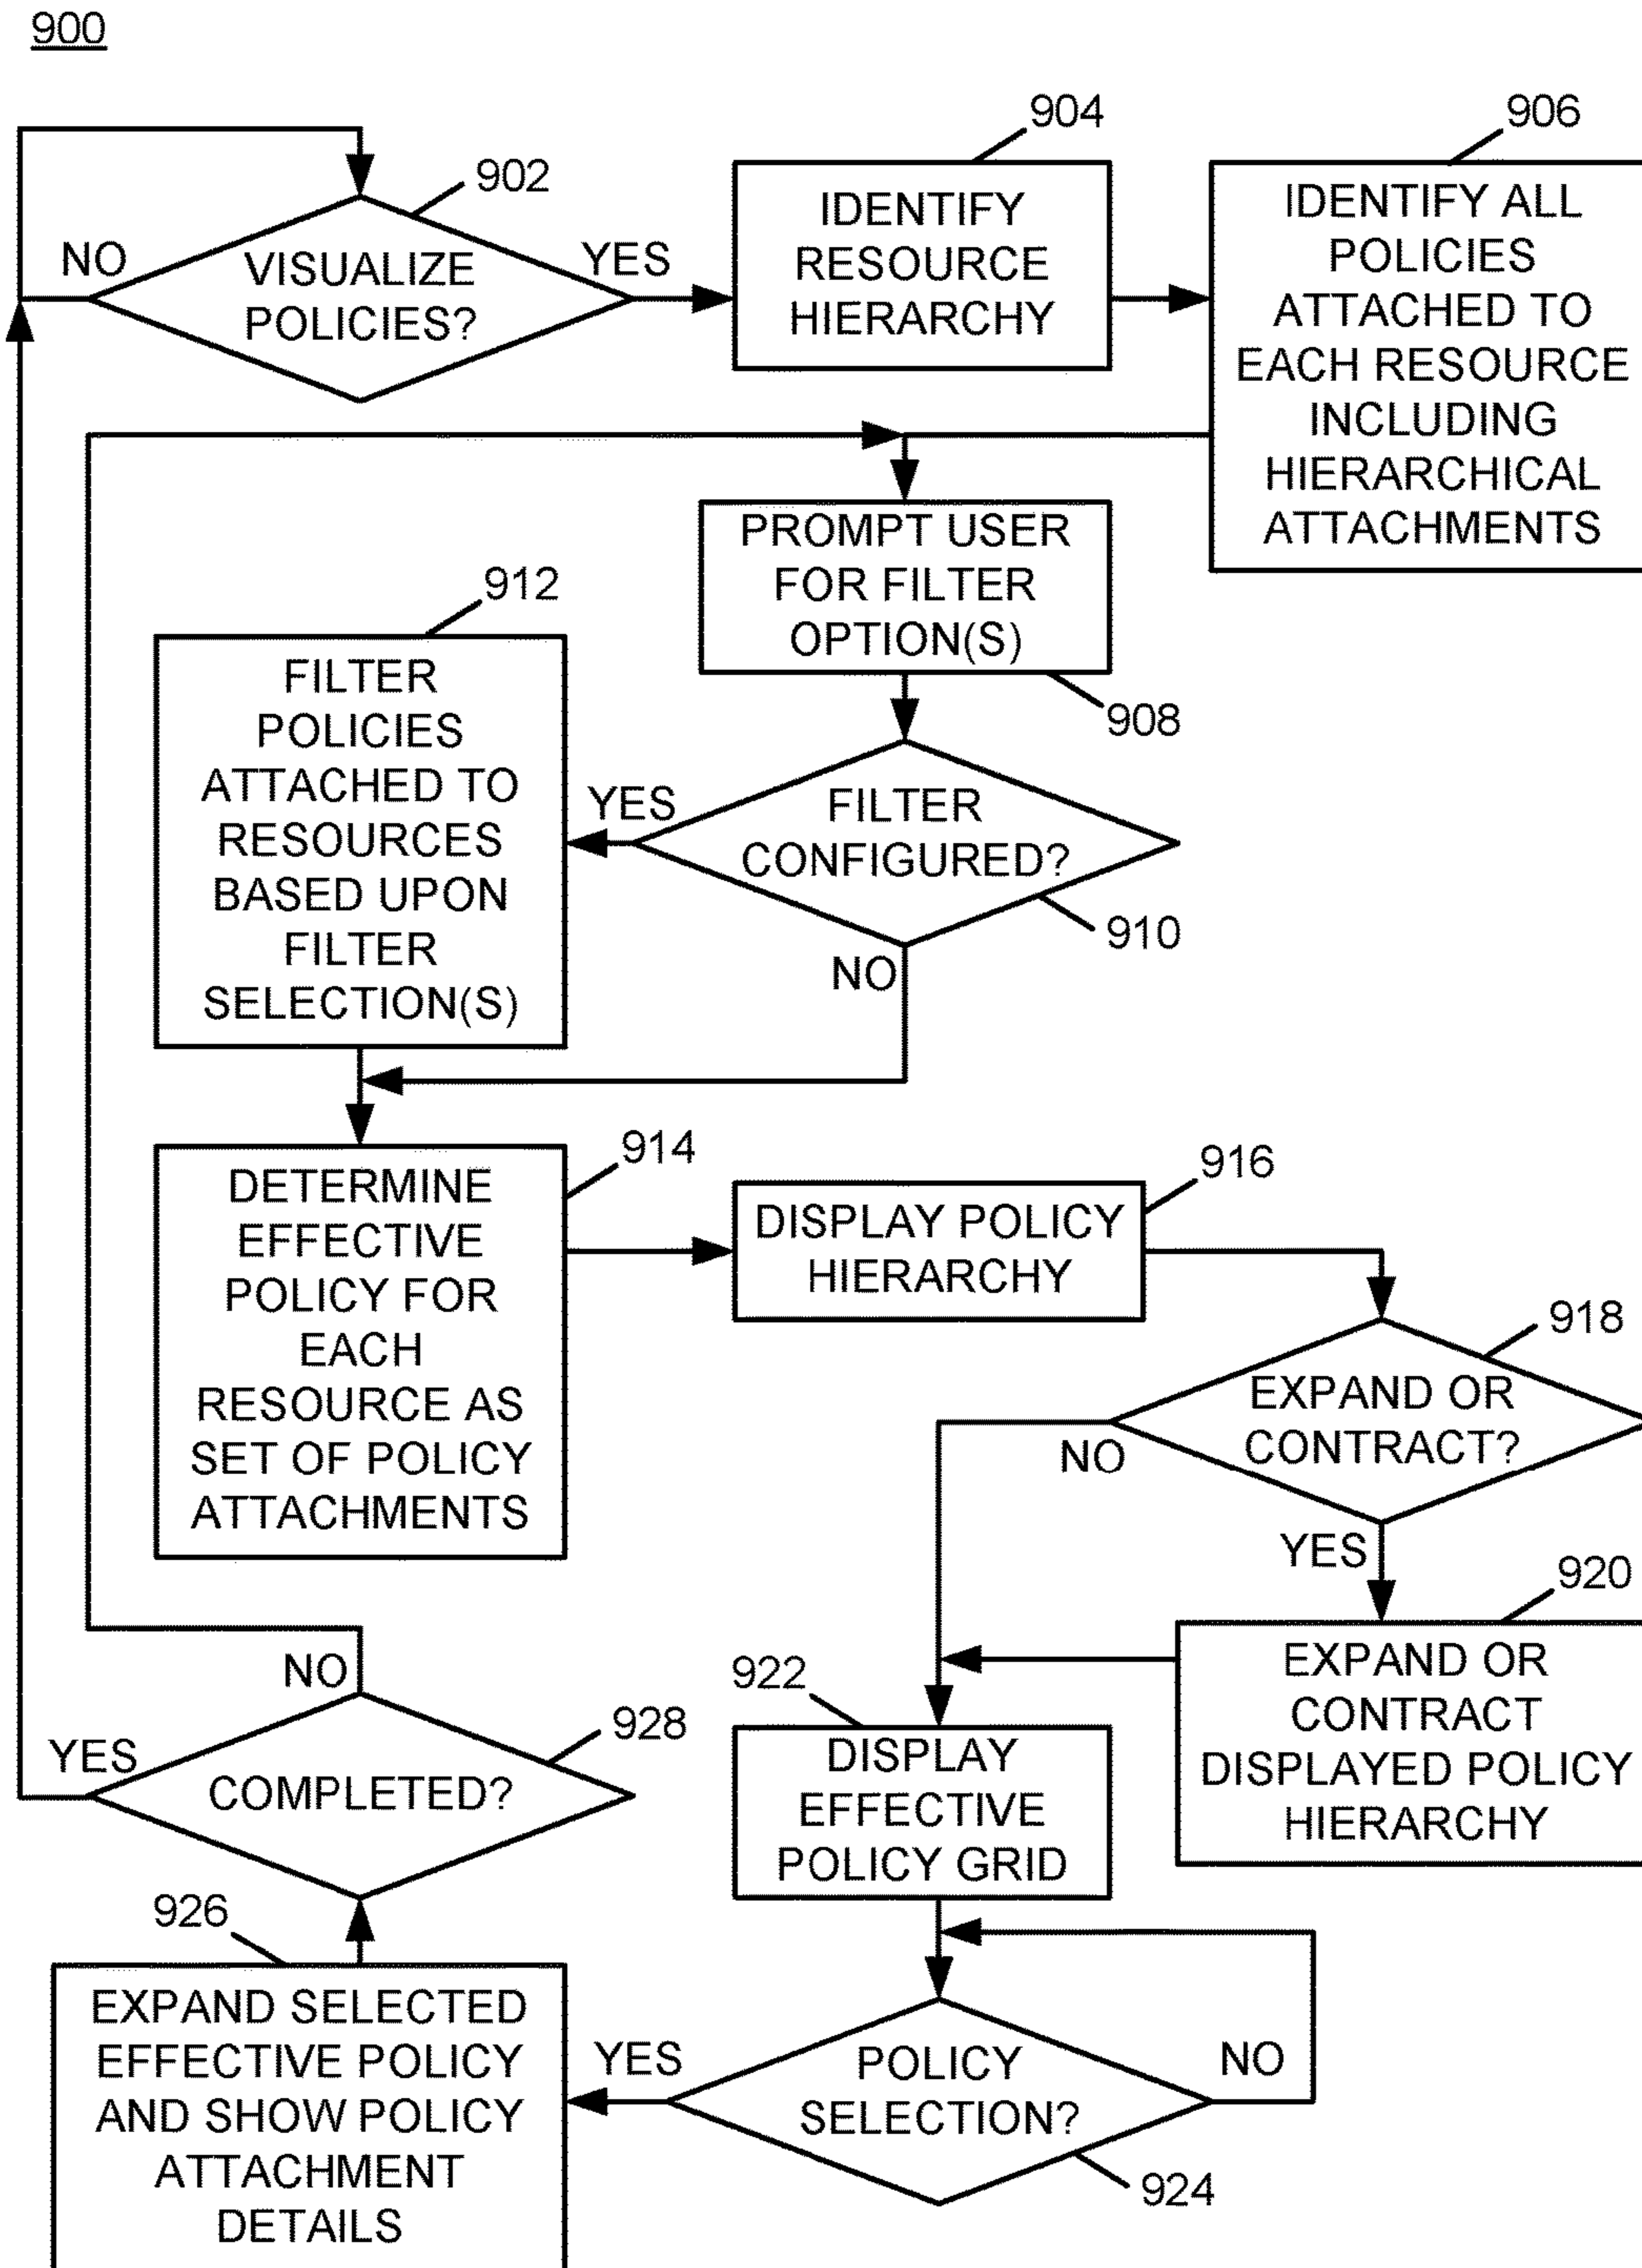 900
902
NO
VISUALIZE
POLICIES?
YES
904
IDENTIFY
RESOURCE
HIERARCHY
906
IDENTIFY ALL
POLICIES
ATTACHED TO
EACH RESOURCE
INCLUDING
HIERARCHICAL
ATTACHMENTS
PROMPT USER
FOR FILTER
OPTION(S)
908
FILTER
CONFIGURED?
910
YES
NO
912
FILTER
POLICIES
ATTACHED TO
RESOURCES
BASED UPON
FILTER
SELECTION(S)
914
DETERMINE
EFFECTIVE
POLICY FOR
EACH
RESOURCE AS
SET OF POLICY
ATTACHMENTS
916
DISPLAY POLICY
HIERARCHY
918
EXPAND OR
CONTRACT?
NO
YES
920
EXPAND OR
CONTRACT
DISPLAYED POLICY
HIERARCHY
922
DISPLAY
EFFECTIVE
POLICY GRID
POLICY
SELECTION?
924
NO
YES
926
EXPAND SELECTED
EFFECTIVE POLICY
AND SHOW POLICY
ATTACHMENT
DETAILS
928
COMPLETED?
NO
YES